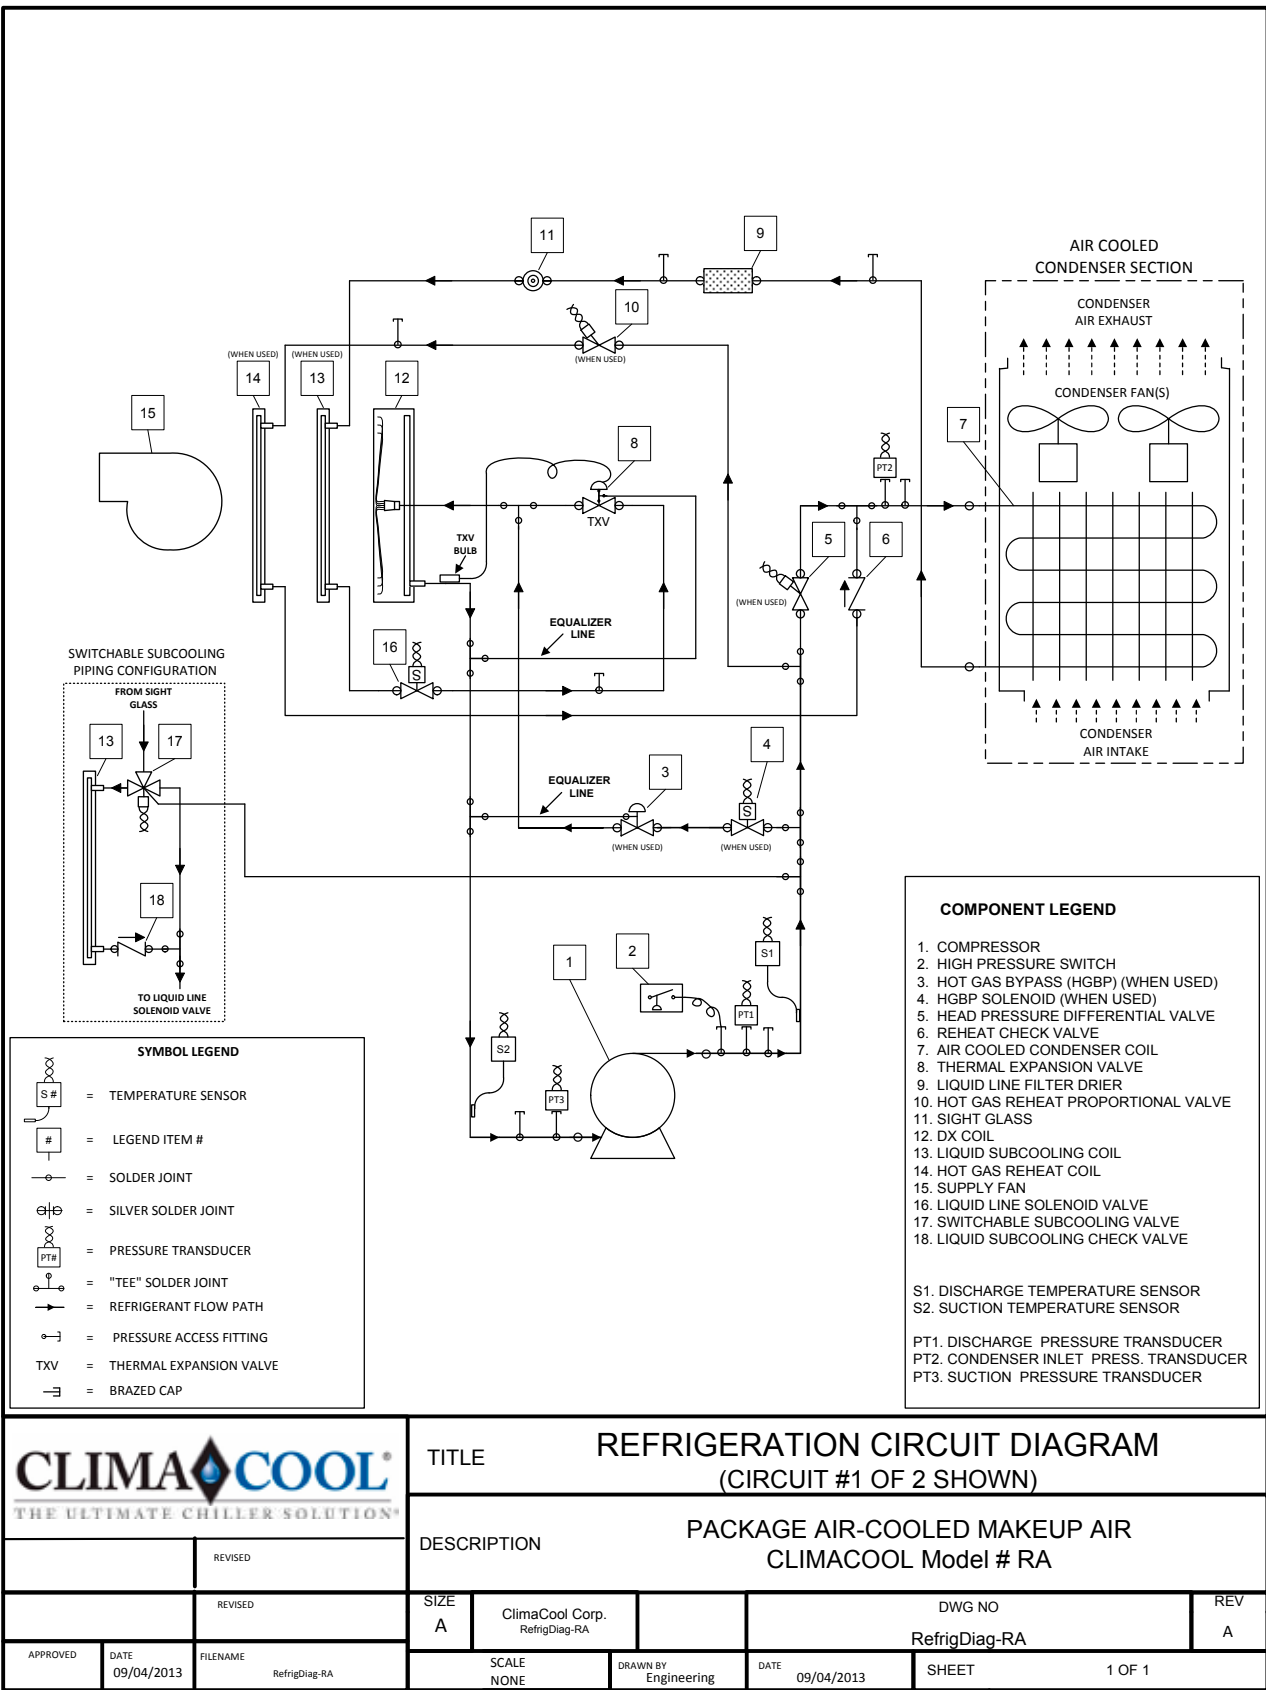 11
9
AIR COOLED
CONDENSER SECTION
CONDENSER
AIR EXHAUST
10
(WHEN USED)
(WHEN USED)
(WHEN USED)
14
13
12
CONDENSER FAN(S)
15
7
8
PT2
TXV
TXV
BULB
5
6
(WHEN USED)
EQUALIZER
LINE
16
S
SWITCHABLE SUBCOOLING
PIPING CONFIGURATION
FROM SIGHT
GLASS
13
17
CONDENSER
AIR INTAKE
4
3
EQUALIZER
LINE
S
(WHEN USED)
(WHEN USED)
18
TO LIQUID LINE
SOLENOID VALVE
1
2
S1
PT1
S2
PT3
COMPONENT LEGEND
1. COMPRESSOR
2. HIGH PRESSURE SWITCH
3. HOT GAS BYPASS (HGBP) (WHEN USED)
4. HGBP SOLENOID (WHEN USED)
5. HEAD PRESSURE DIFFERENTIAL VALVE
6. REHEAT CHECK VALVE
7. AIR COOLED CONDENSER COIL
8. THERMAL EXPANSION VALVE
9. LIQUID LINE FILTER DRIER
10. HOT GAS REHEAT PROPORTIONAL VALVE
11. SIGHT GLASS
12. DX COIL
13. LIQUID SUBCOOLING COIL
14. HOT GAS REHEAT COIL
15. SUPPLY FAN
16. LIQUID LINE SOLENOID VALVE
17. SWITCHABLE SUBCOOLING VALVE
18. LIQUID SUBCOOLING CHECK VALVE
S1. DISCHARGE TEMPERATURE SENSOR
S2. SUCTION TEMPERATURE SENSOR
PT1. DISCHARGE PRESSURE TRANSDUCER
PT2. CONDENSER INLET PRESS. TRANSDUCER
PT3. SUCTION PRESSURE TRANSDUCER
SYMBOL LEGEND
S # = TEMPERATURE SENSOR
# = LEGEND ITEM #
= SOLDER JOINT
= SILVER SOLDER JOINT
PT# = PRESSURE TRANSDUCER
= "TEE" SOLDER JOINT
= REFRIGERANT FLOW PATH
= PRESSURE ACCESS FITTING
TXV = THERMAL EXPANSION VALVE
= BRAZED CAP
CLIMACOOL®
THE ULTIMATE CHILLER SOLUTION®
TITLE
REFRIGERATION CIRCUIT DIAGRAM
(CIRCUIT #1 OF 2 SHOWN)
DESCRIPTION
PACKAGE AIR-COOLED MAKEUP AIR
CLIMACOOL Model # RA
REVISED
REVISED
APPROVED
DATE
09/04/2013
FILENAME
RefrigDiag-RA
SIZE
A
ClimaCool Corp.
RefrigDiag-RA
DWG NO
RefrigDiag-RA
REV
A
SCALE
NONE
DRAWN BY
Engineering
DATE
09/04/2013
SHEET
1 OF 1